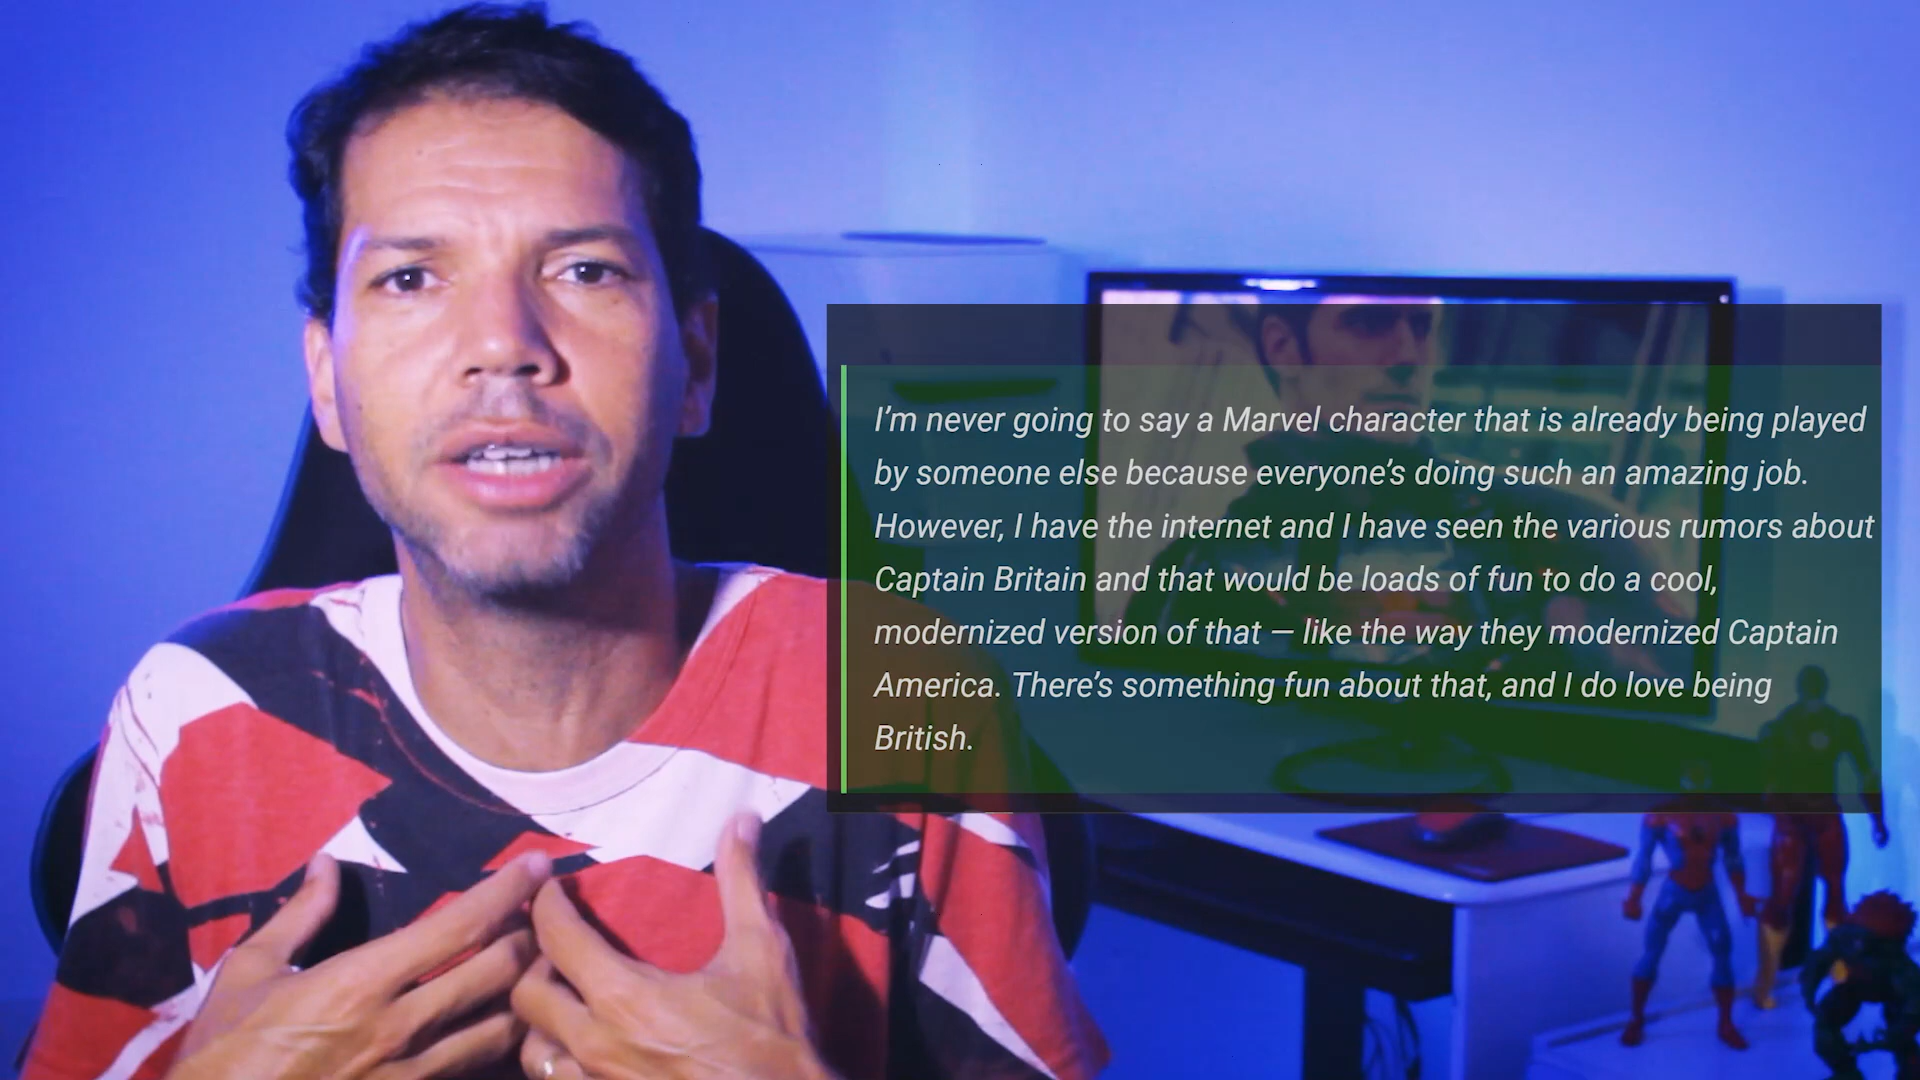 I’m never going to say a Marvel character that is already being played
by someone else because everyone’s doing such an amazing job.
However, I have the internet and I have seen the various rumors about
Captain Britain and that would be loads of fun to do a cool,
modernized version of that — like the way they modernized Captain
America. There’s something fun about that, and I do love being
British.